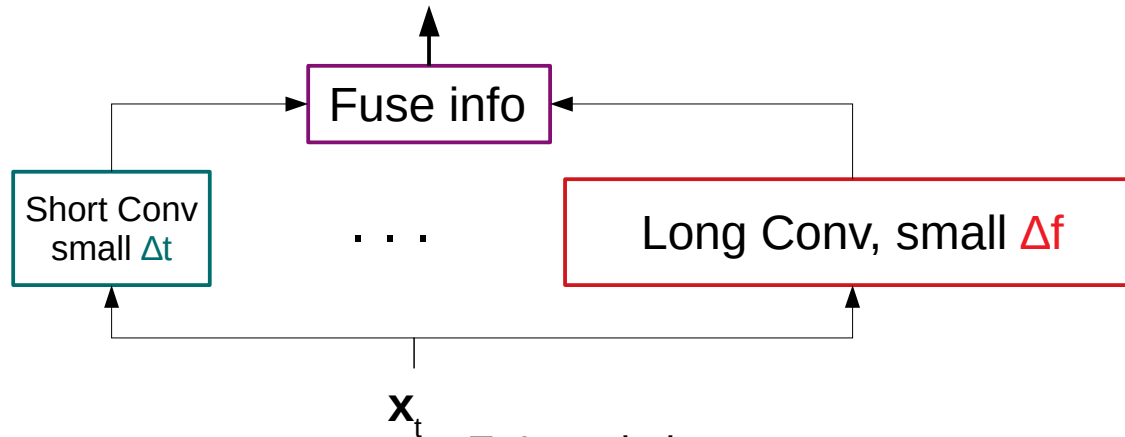 Fuse info
Short Conv
small Δt
. . .
Long Conv, small Δf
x_t